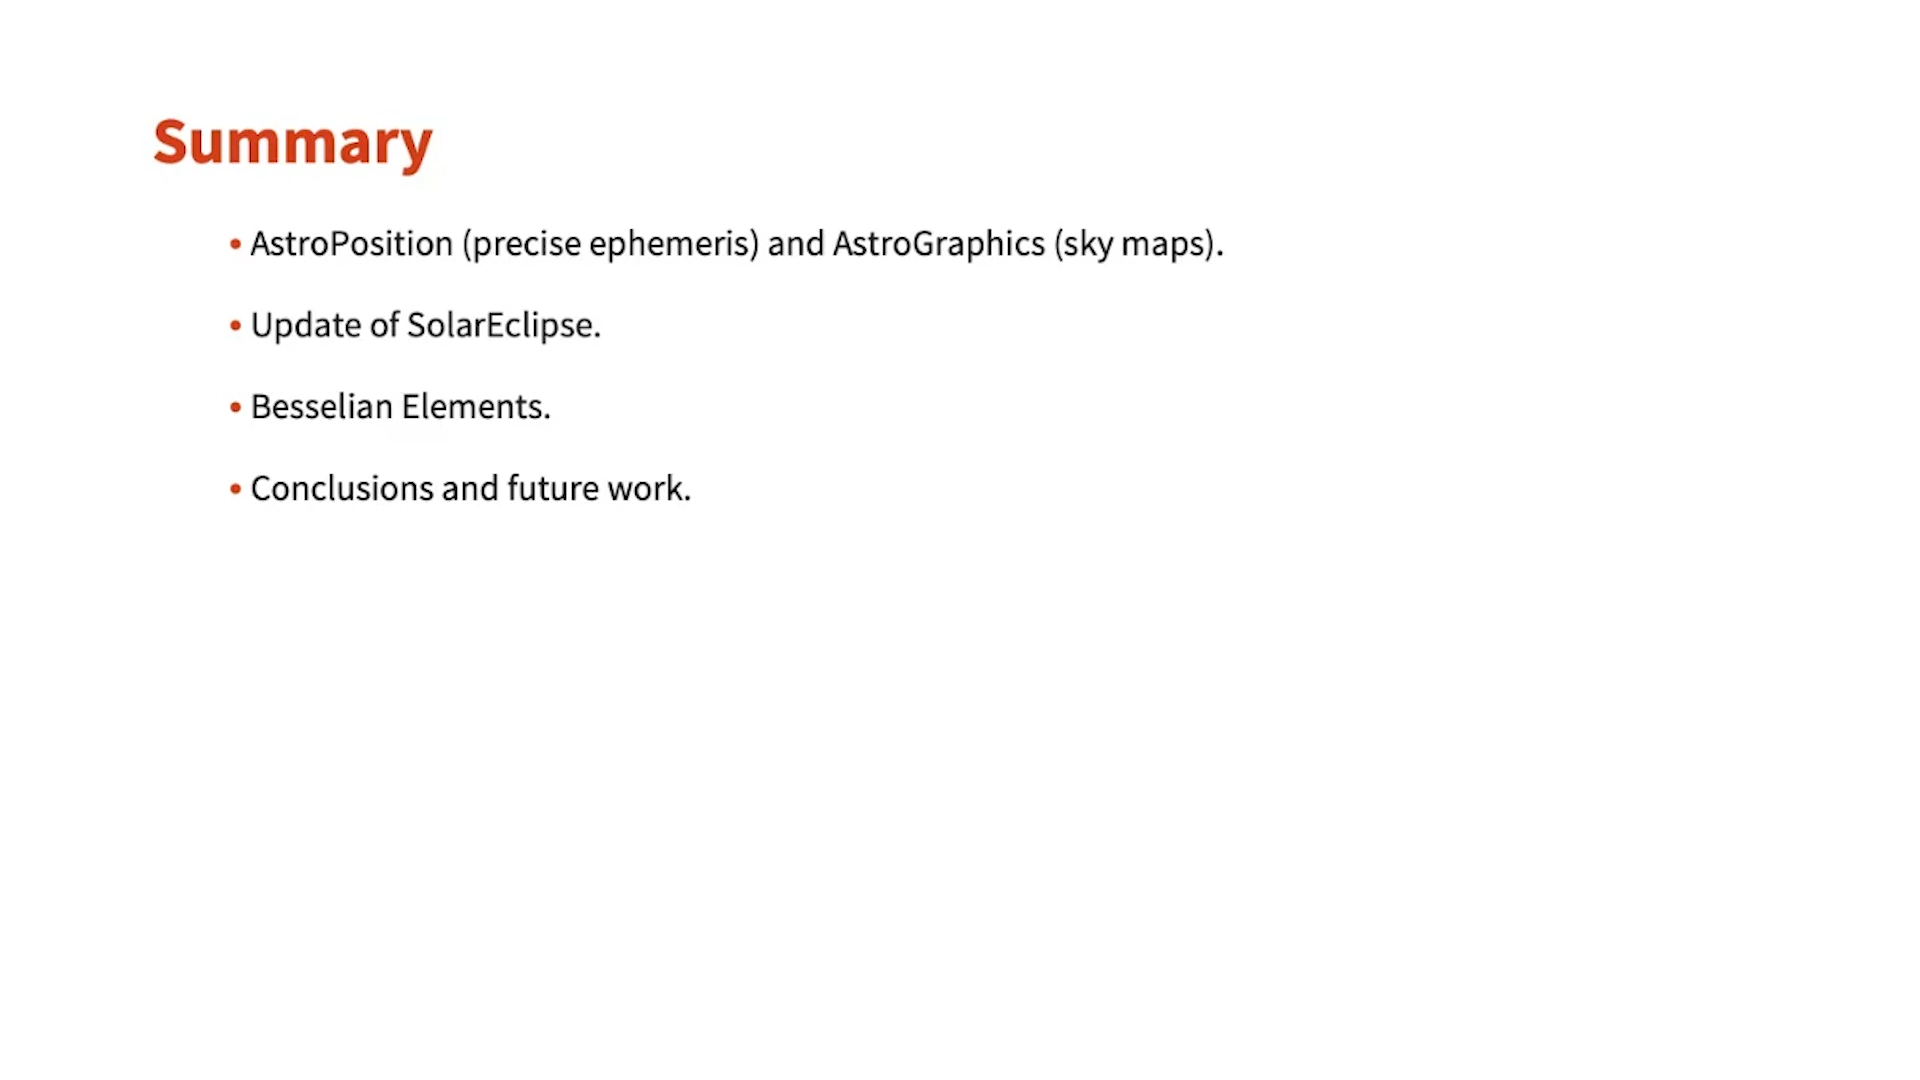 Summary
• AstroPosition (precise ephemeris) and AstroGraphics (sky maps).
• Update of SolarEclipse.
• Besselian Elements.
• Conclusions and future work.